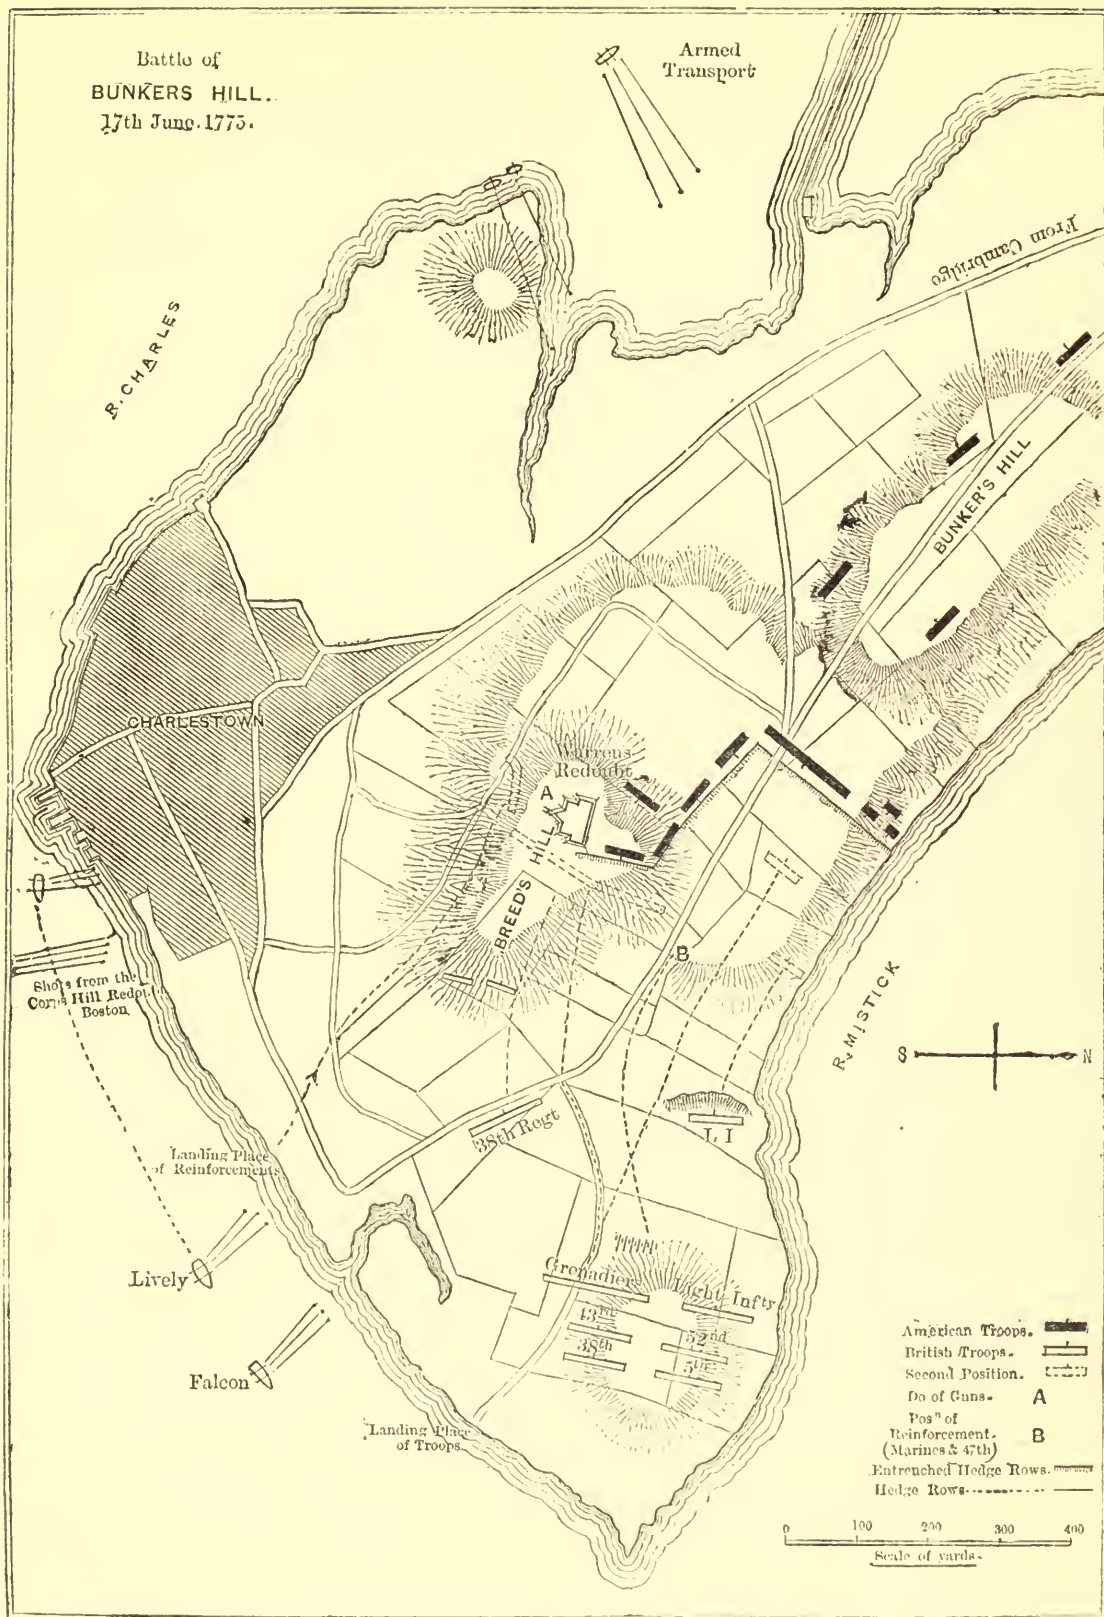 Battle of
BUNKERS HILL.
17th June. 1775.
Armed
Transport
From Cambridge
R. CHARLES
BUNKER'S HILL
CHARLESTOWN
Warrens
Redoubt
A
BREED'S HILL
B
Shots from the
Corps Hill Redout
Boston
R. MISTICK
S
N
38th Regt
L I
Landing Place
of Reinforcements
Lively
Grenadiers
Light Infty
43rd
52nd
38th
5th
Falcon
Landing Place
of Troops
American Troops.
British Troops.
Second Position.
Do of Guns. A
Posn of
Reinforcement. B
(Marines & 47th)
Entrenched Hedge Rows.
Hedge Rows
0 100 200 300 400
Scale of yards.